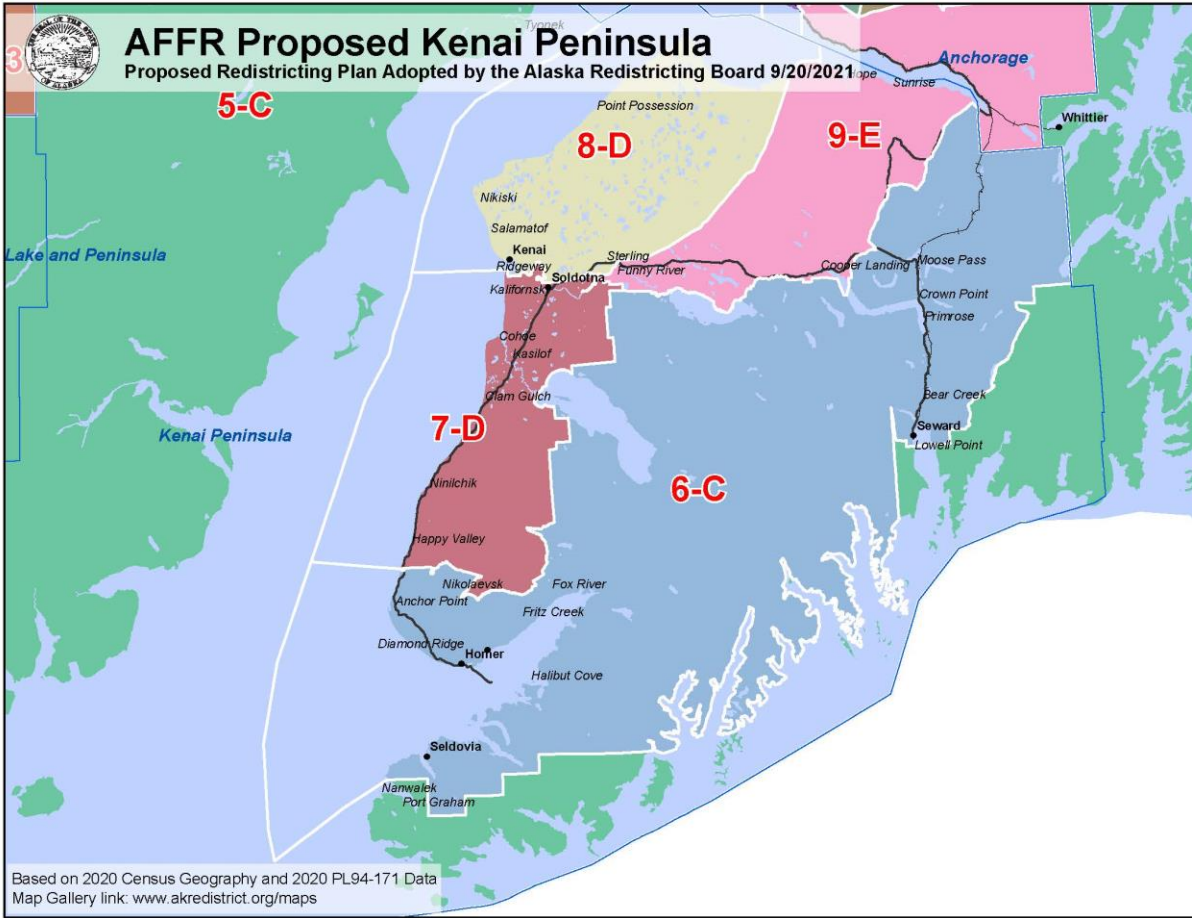 AFFR Proposed Kenai Peninsula
Proposed Redistricting Plan Adopted by the Alaska Redistricting Board 9/20/2021
Tyonek
3
5-C
Point Possession
8-D
Sunrise
Anchorage
Whittier
9-E
Nikiski
Salamatof
Kenai
Ridgeway
Lake and Peninsula
Sterling
Funny River
Soldotna
Kalifornsky
Cooper Landing
Moose Pass
Crown Point
Primrose
Cohoe
Kasilof
Clam Gulch
Bear Creek
Seward
Lowell Point
Kenai Peninsula
7-D
6-C
Ninilchik
Happy Valley
Nikolaevsk
Fox River
Anchor Point
Fritz Creek
Diamond Ridge
Homer
Halibut Cove
Seldovia
Nanwalek
Port Graham
Based on 2020 Census Geography and 2020 PL94-171 Data
Map Gallery link: www.akredistrict.org/maps